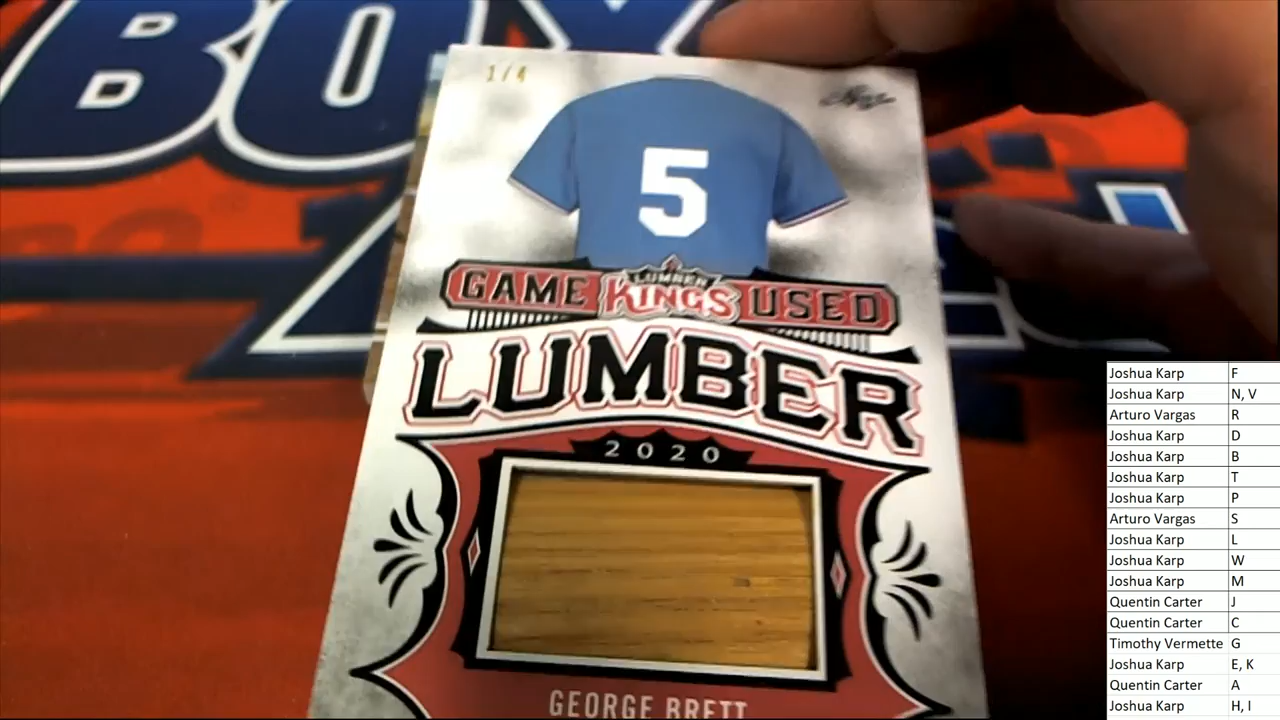 BOX
1/4
5
GAME LUMBER KINGS USED
LUMBER
2020
GEORGE BRETT
Joshua Karp F
Joshua Karp N, V
Arturo Vargas R
Joshua Karp D
Joshua Karp B
Joshua Karp T
Joshua Karp P
Arturo Vargas S
Joshua Karp L
Joshua Karp W
Joshua Karp M
Quentin Carter J
Quentin Carter C
Timothy Vermette G
Joshua Karp E, K
Quentin Carter A
Joshua Karp H, I